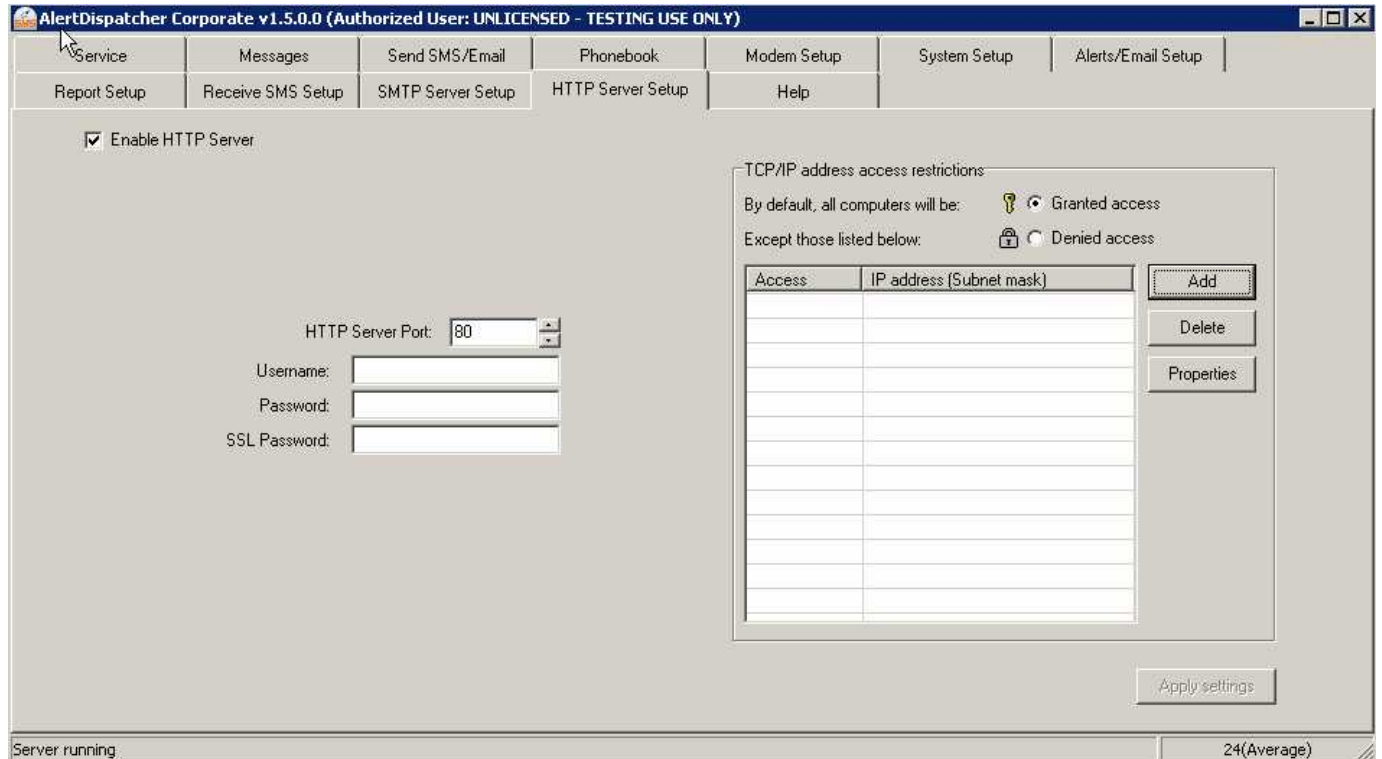 SMS AlertDispatcher Corporate v1.5.0.0 (Authorized User: UNLICENSED - TESTING USE ONLY)
Service Messages Send SMS/Email Phonebook Modem Setup System Setup Alerts/Email Setup
Report Setup Receive SMS Setup SMTP Server Setup HTTP Server Setup Help
Enable HTTP Server
TCP/IP address access restrictions
By default, all computers will be: Granted access
Except those listed below: Denied access
Access IP address (Subnet mask) Add
HTTP Server Port: 80 Delete
Username: Properties
Password:
SSL Password:
Apply settings
Server running 24(Average)